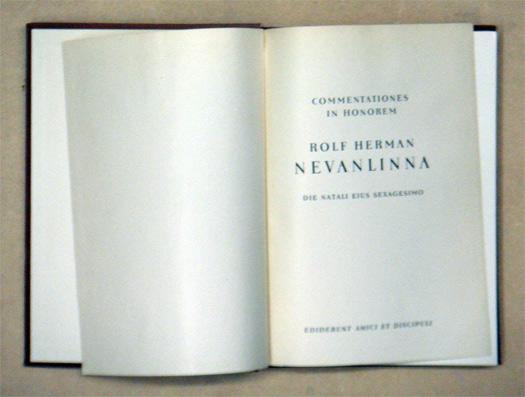 COMMENTATIONES
IN HONOREM
ROLF HERMAN
NEVANLINNA
DIE NATALI EIUS SEXAGESIMO
EDIDERUNT AMICI ET DISCIPULI